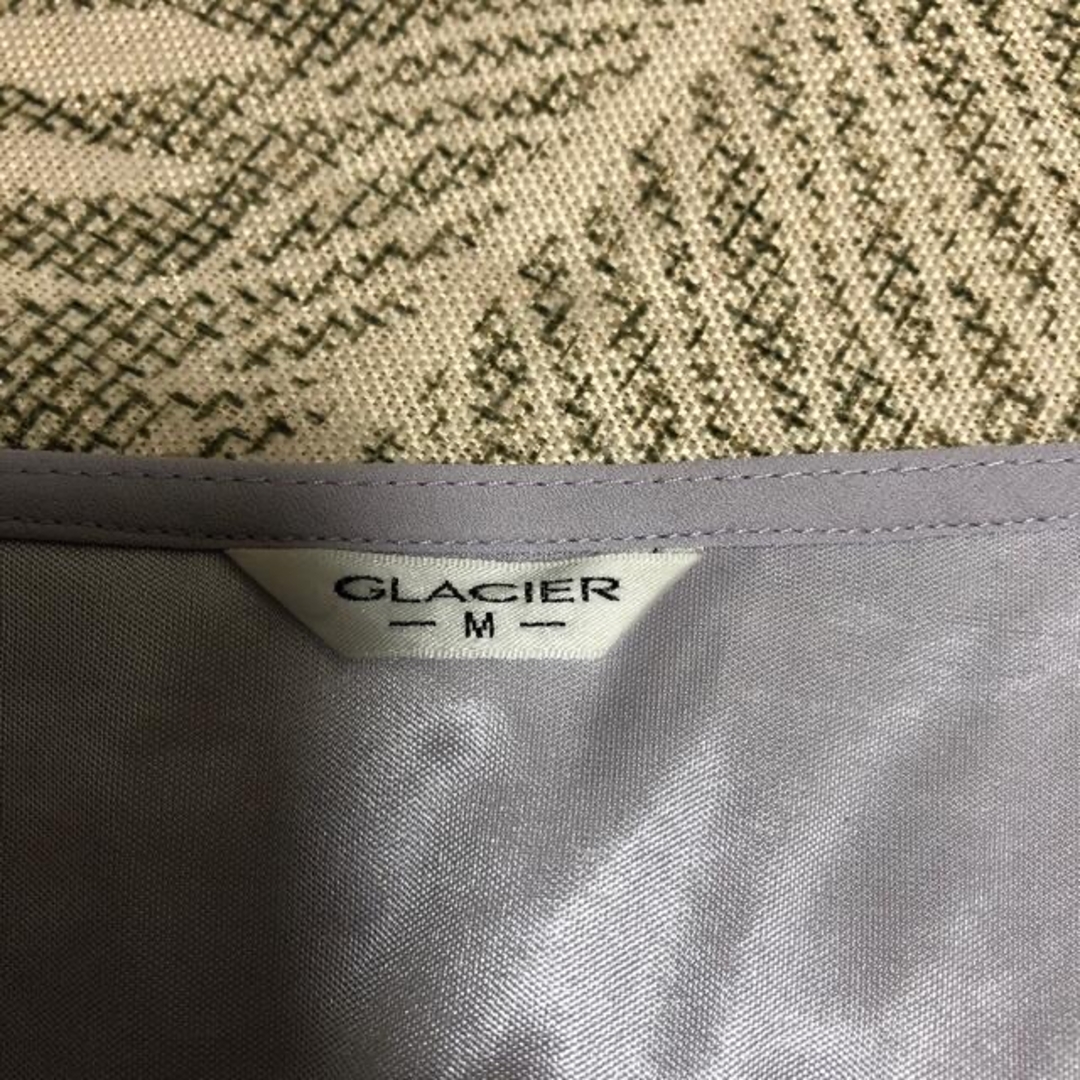 GLACIER
— M —